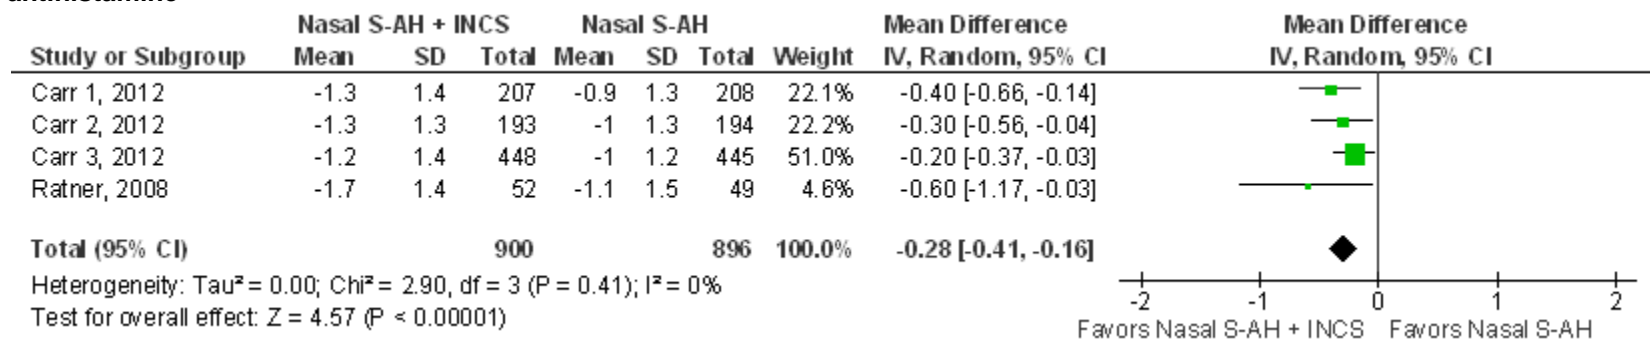 Nasal S-AH + INCS Nasal S-AH Mean Difference Mean Difference
Study or Subgroup Mean SD Total Mean SD Total Weight IV, Random, 95% CI IV, Random, 95% CI
Carr 1, 2012 -1.3 1.4 207 -0.9 1.3 208 22.1% -0.40 [-0.66, -0.14]
Carr 2, 2012 -1.3 1.3 193 -1 1.3 194 22.2% -0.30 [-0.56, -0.04]
Carr 3, 2012 -1.2 1.4 448 -1 1.2 445 51.0% -0.20 [-0.37, -0.03]
Ratner, 2008 -1.7 1.4 52 -1.1 1.5 49 4.6% -0.60 [-1.17, -0.03]
Total (95% CI) 900 896 100.0% -0.28 [-0.41, -0.16]
Heterogeneity: Tau² = 0.00; Chi² = 2.90, df = 3 (P = 0.41); I² = 0%
Test for overall effect: Z = 4.57 (P < 0.00001)
-2 -1 0 1 2
Favors Nasal S-AH + INCS Favors Nasal S-AH